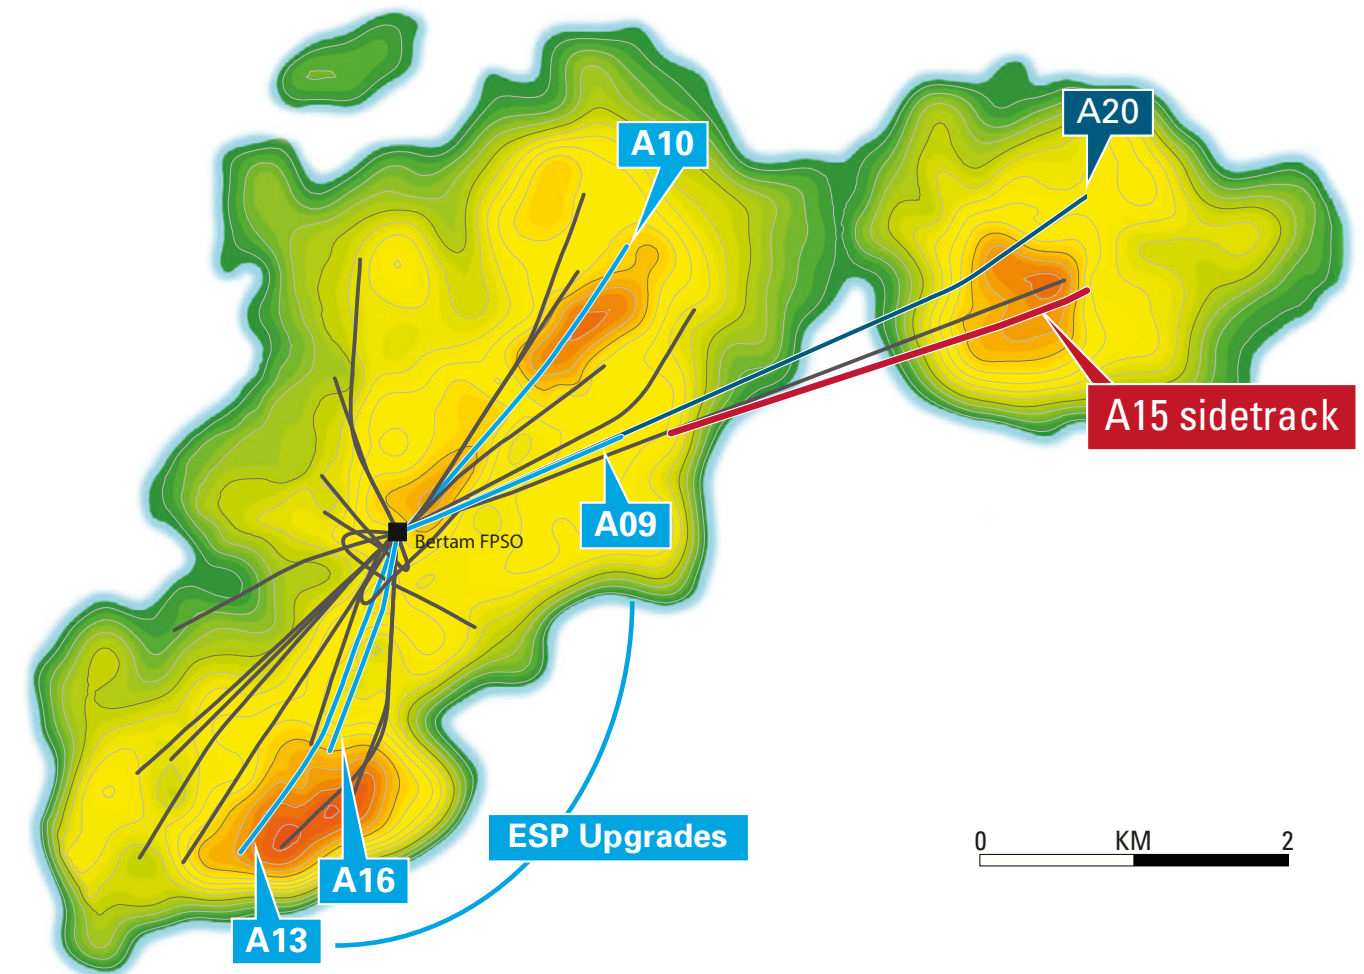 A20
A10
A15 sidetrack
A09
Bertam FPSO
ESP Upgrades
0 KM 2
A16
A13